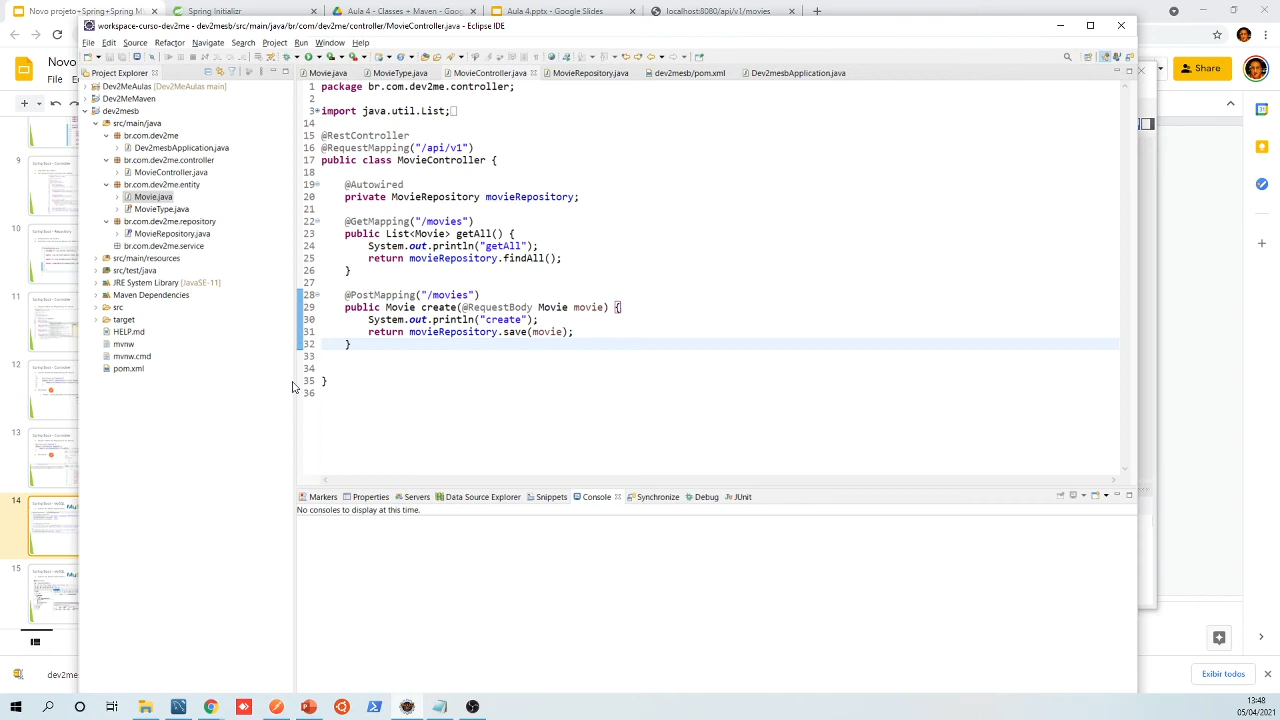 Novo projeto+Spring+Spring B
Spring Initializr
Aula 4 - Classes + Maven - Goo
Aula 4.pptx - Google Slides
localhost:8080/api/v1/movies
workspace-curso-dev2me - dev2mesb/src/main/java/br/com/dev2me/controller/MovieController.java - Eclipse IDE
File Edit Source Refactor Navigate Search Project Run Window Help
Novo
File
Share
Project Explorer
Movie.java MovieType.java MovieController.java MovieRepository.java dev2mesb/pom.xml Dev2mesbApplication.java
Dev2MeAulas [Dev2MeAulas main]
Dev2MeMaven
dev2mesb
src/main/java
br.com.dev2me
Dev2mesbApplication.java
br.com.dev2me.controller
MovieController.java
br.com.dev2me.entity
Movie.java
MovieType.java
br.com.dev2me.repository
MovieRepository.java
br.com.dev2me.service
src/main/resources
src/test/java
JRE System Library [JavaSE-11]
Maven Dependencies
src
target
HELP.md
mvnw
mvnw.cmd
pom.xml
1 package br.com.dev2me.controller;
2
3 import java.util.List;
14
15 @RestController
16 @RequestMapping("/api/v1")
17 public class MovieController {
18
19 @Autowired
20 private MovieRepository movieRepository;
21
22 @GetMapping("/movies")
23 public List<Movie> getAll() {
24 System.out.println("getAll");
25 return movieRepository.findAll();
26 }
27
28 @PostMapping("/movies")
29 public Movie create(@RequestBody Movie movie) {
30 System.out.println("create");
31 return movieRepository.save(movie);
32 }
33
34
35 }
36
Markers Properties Servers Data Source Explorer Snippets Console Synchronize Debug JUnit
No consoles to display at this time.
9
10
11
12
13
14
15
dev2mes
Exibir todos
13:48
05/04/2021